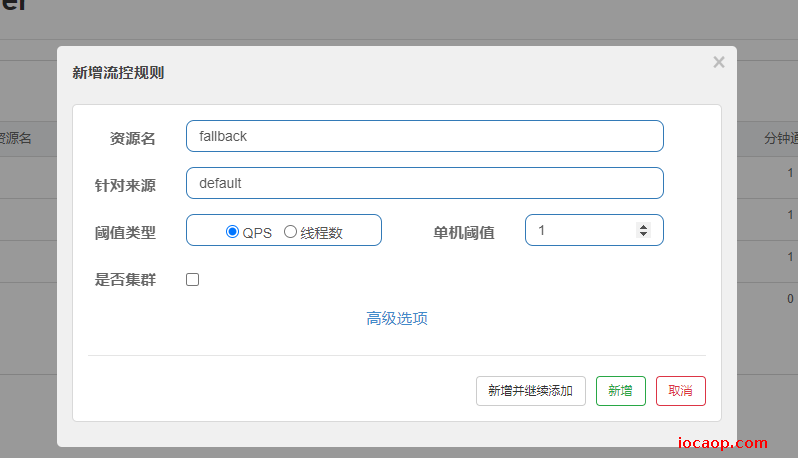 er
新增流控规则
×
资源名
分钟通
资源名 fallback
1
针对来源 default
1
阈值类型 QPS 线程数 单机阈值 1
1
是否集群
0
高级选项
新增并继续添加 新增 取消
iocaop.com